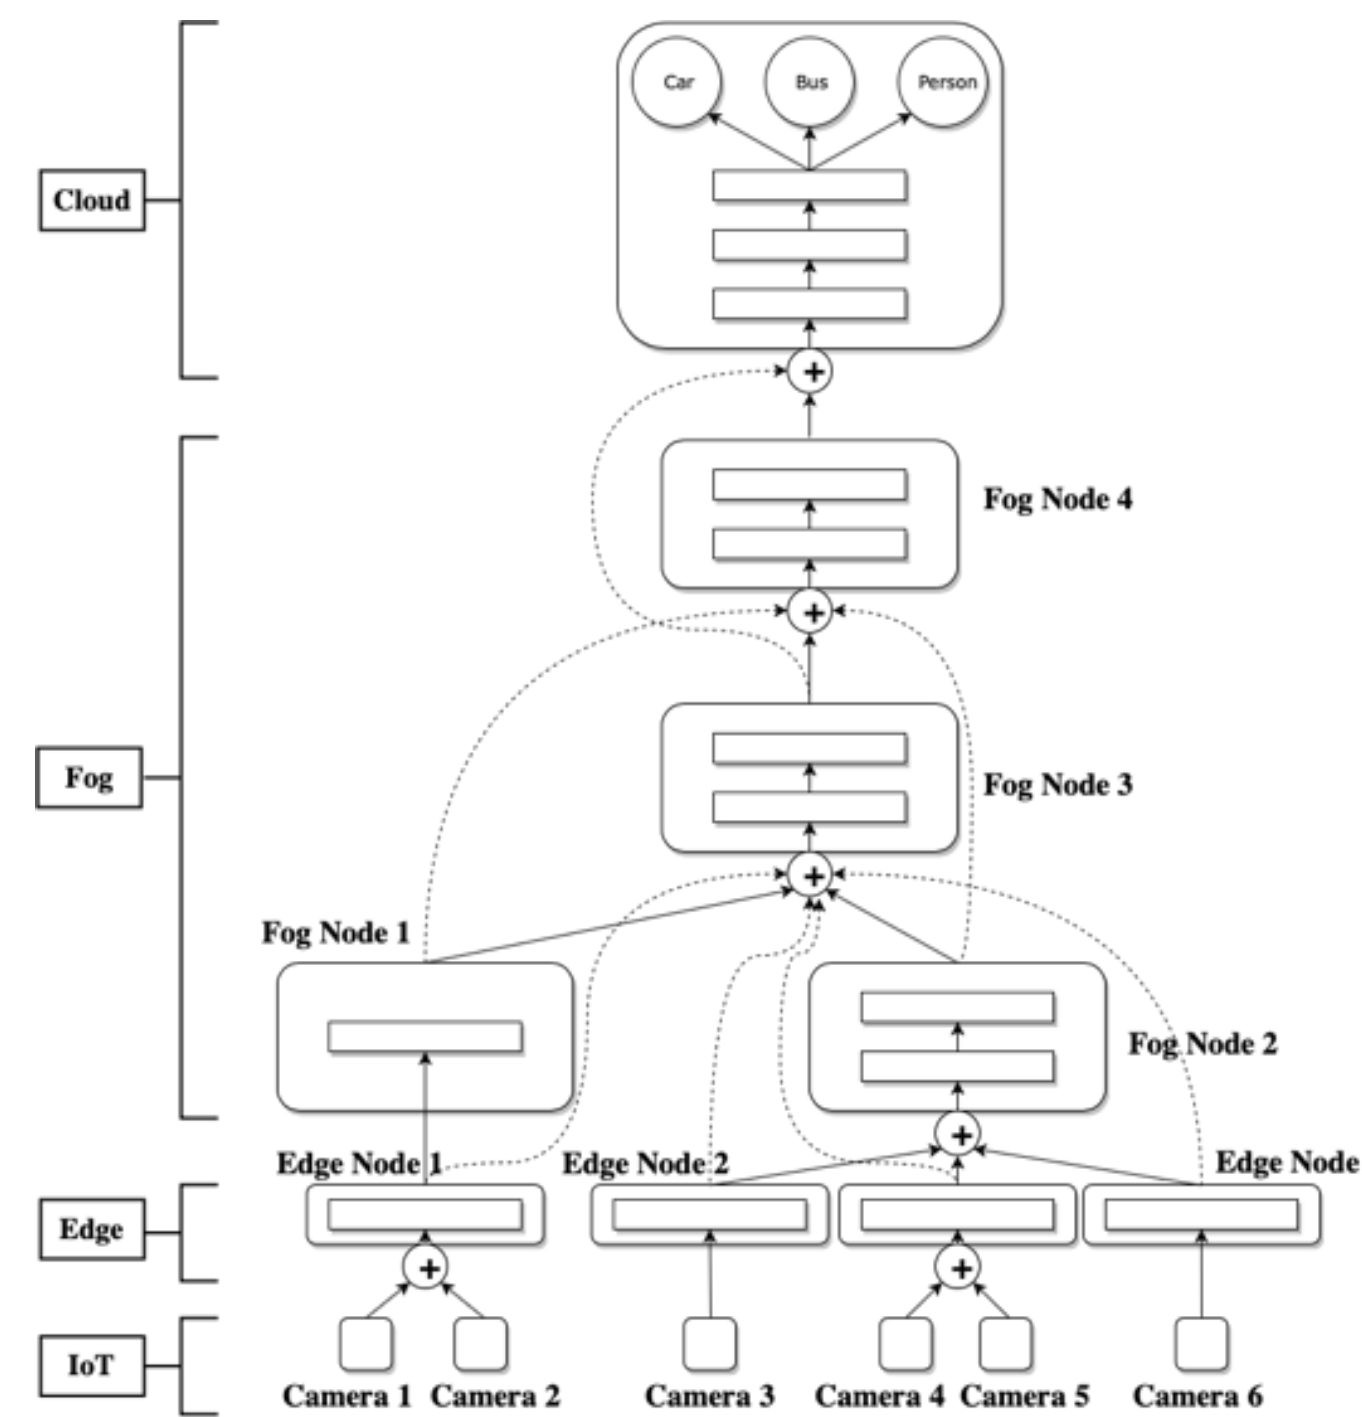 Car
Bus
Person
Cloud
+
Fog Node 4
+
Fog
Fog Node 3
+
Fog Node 1
Fog Node 2
+
Edge Node 1
Edge Node 2
Edge Node
Edge
+
+
IoT
Camera 1
Camera 2
Camera 3
Camera 4
Camera 5
Camera 6